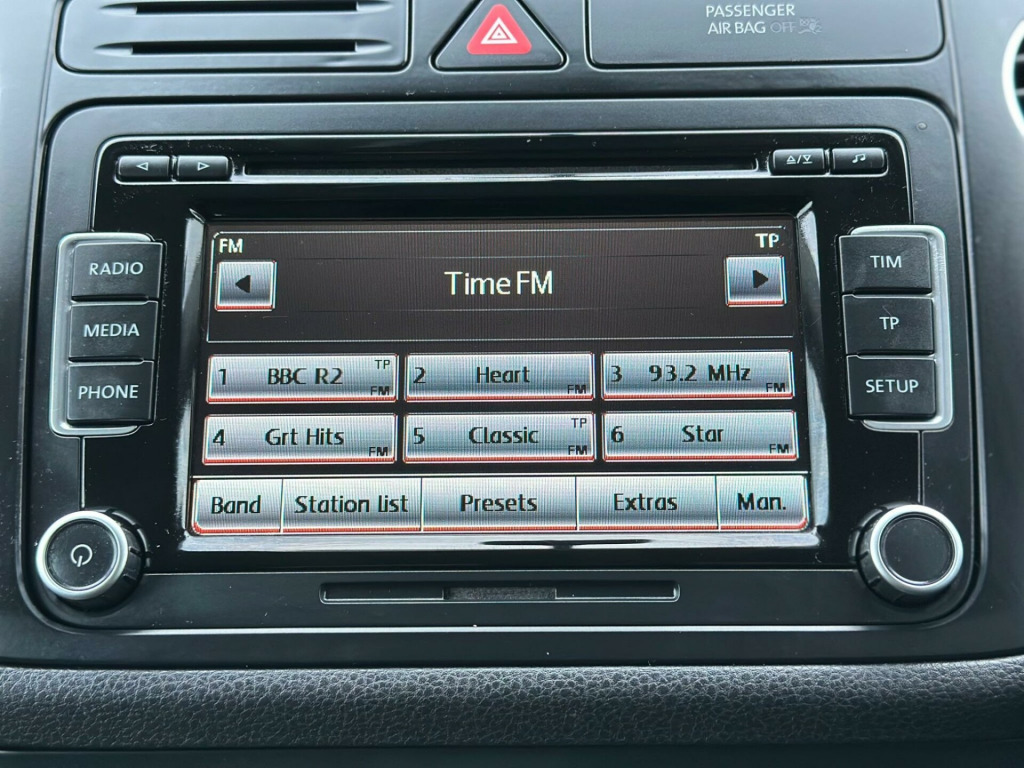 PASSENGER
AIR BAG OFF
RADIO
MEDIA
PHONE
TIM
TP
SETUP
FM
TP
Time FM
1 BBC R2 TP FM
2 Heart FM
3 93.2 MHz FM
4 Grt Hits FM
5 Classic TP FM
6 Star FM
Band Station list Presets Extras Man.